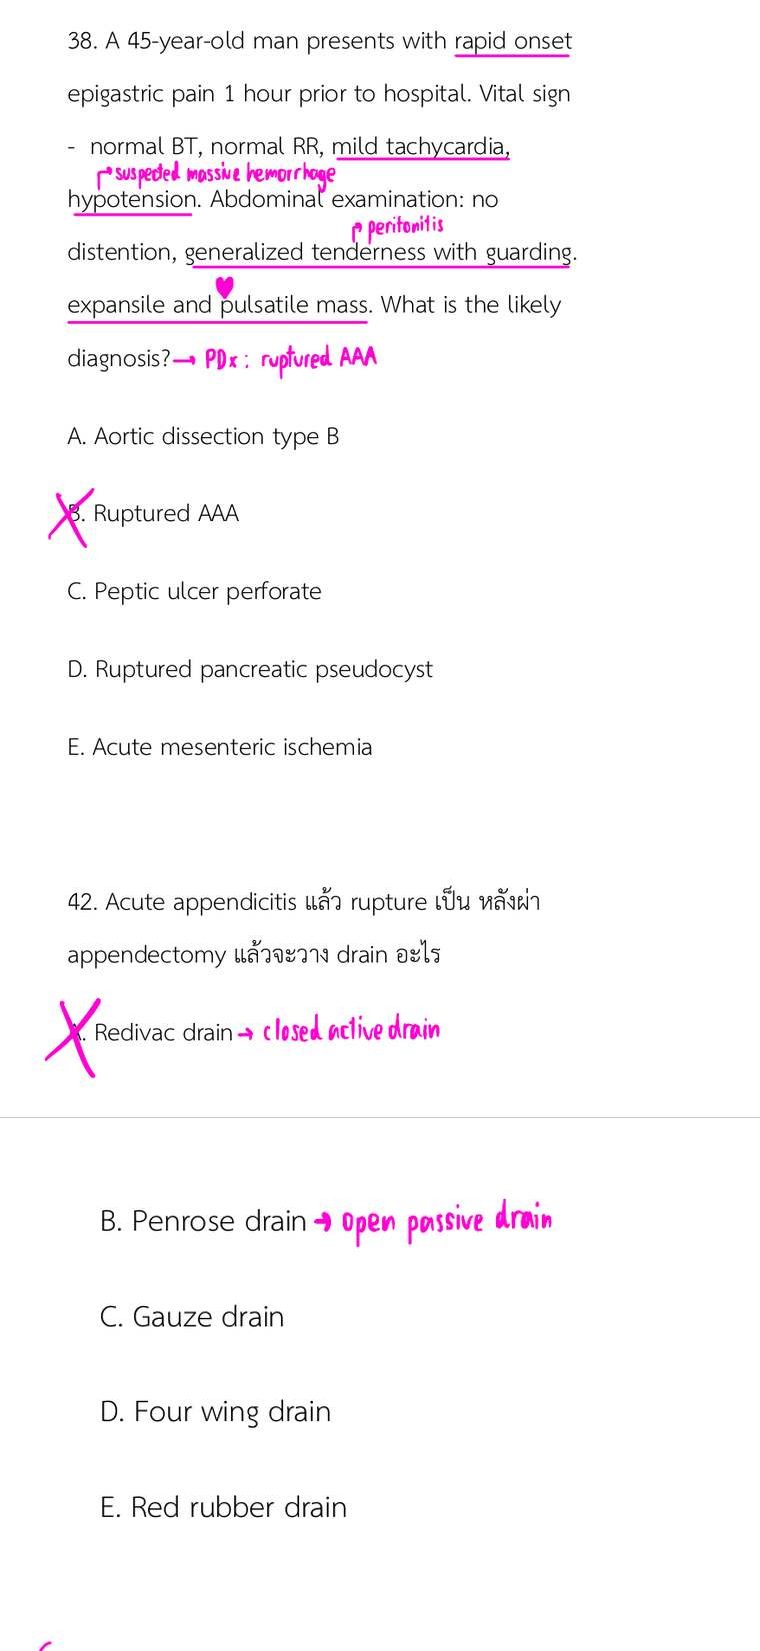 38. A 45-year-old man presents with rapid onset
epigastric pain 1 hour prior to hospital. Vital sign
- normal BT, normal RR, mild tachycardia,
suspected massive hemorrhage
hypotension. Abdominal examination: no
peritonitis
distention, generalized tenderness with guarding.
expansile and pulsatile mass. What is the likely
diagnosis? → PDx : ruptured AAA
A. Aortic dissection type B
B. Ruptured AAA
C. Peptic ulcer perforate
D. Ruptured pancreatic pseudocyst
E. Acute mesenteric ischemia
42. Acute appendicitis แล้ว rupture เป็น หลังผ่า
appendectomy แล้วจะวาง drain อะไร
A. Redivac drain → closed active drain
B. Penrose drain → open passive drain
C. Gauze drain
D. Four wing drain
E. Red rubber drain